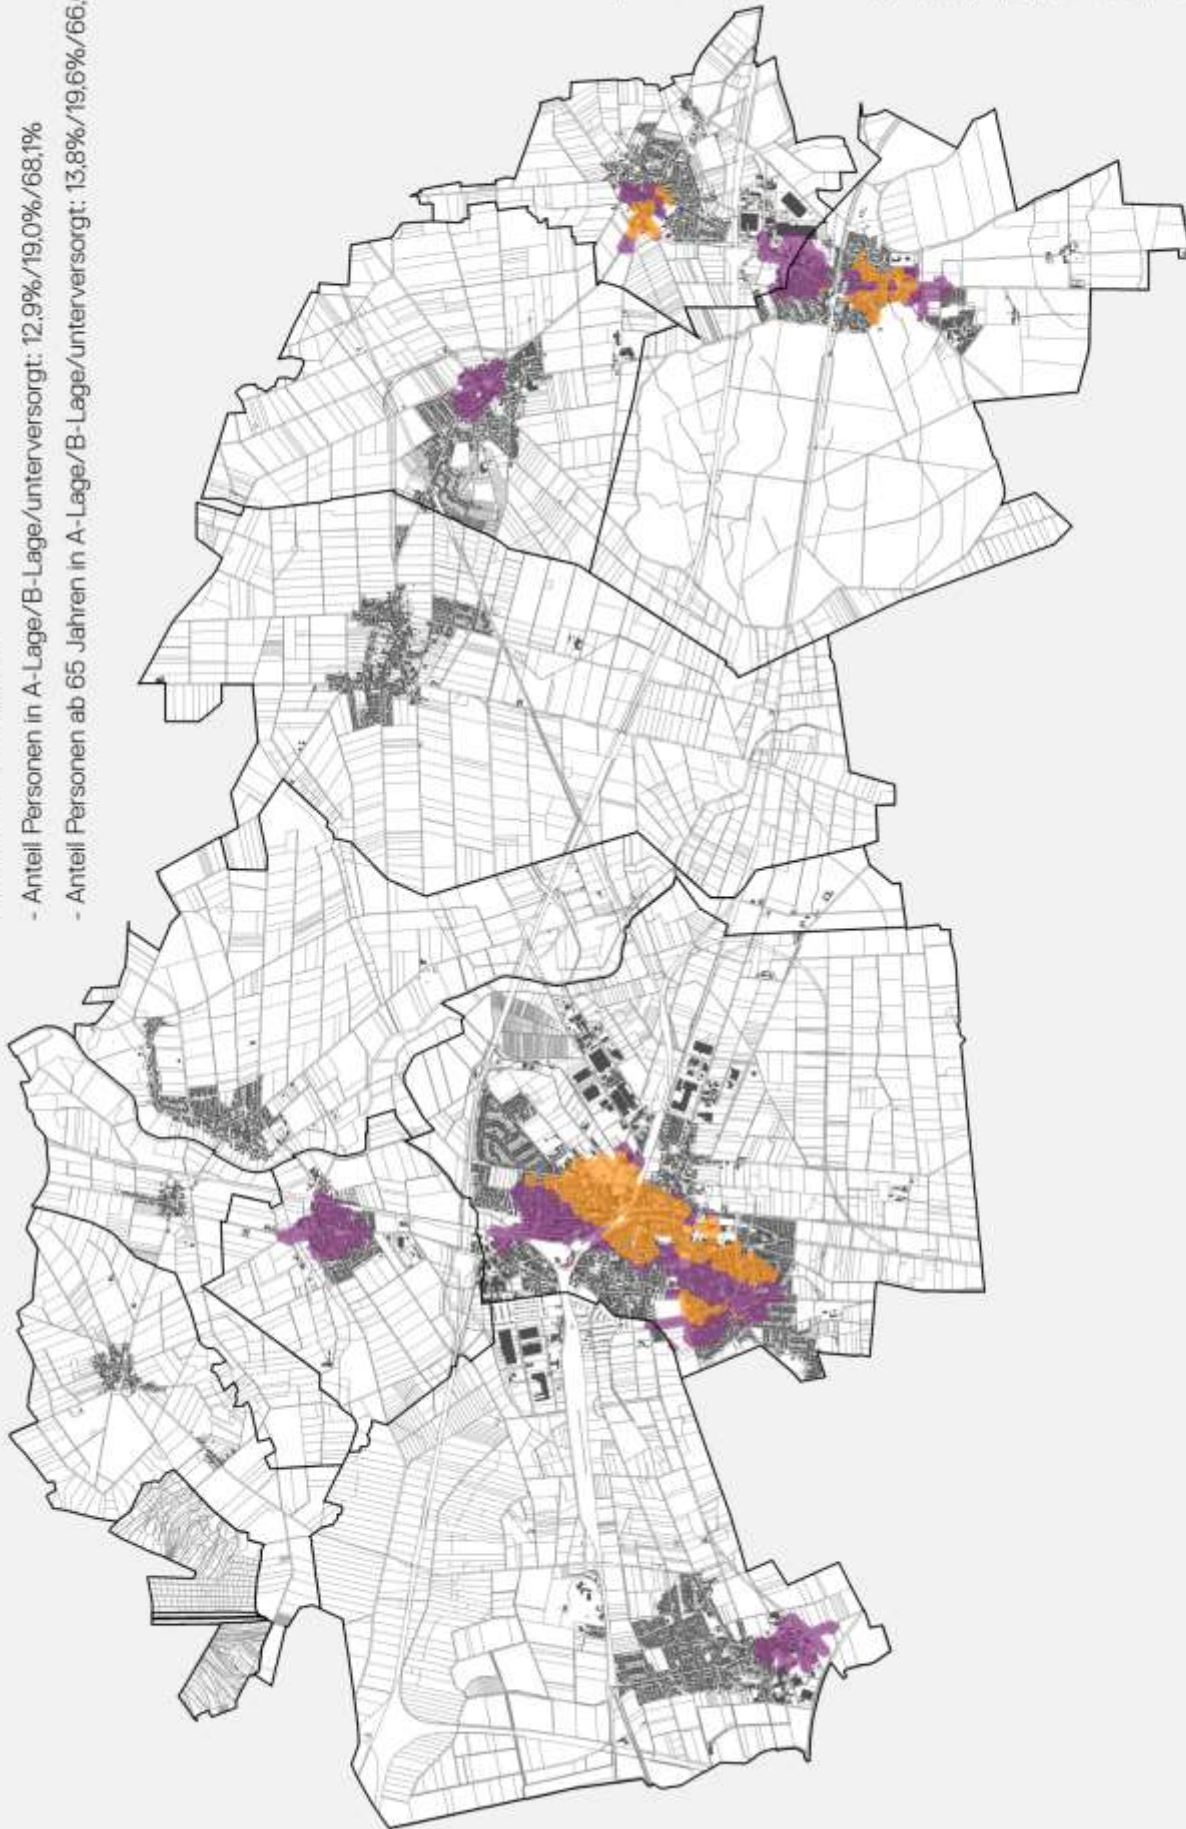 - Anteil Personen in A-Lage/B-Lage/unterversorgt: 12,9%/19,0%/68,1%
- Anteil Personen ab 65 Jahren in A-Lage/B-Lage/unterversorgt: 13,8%/19,6%/66,